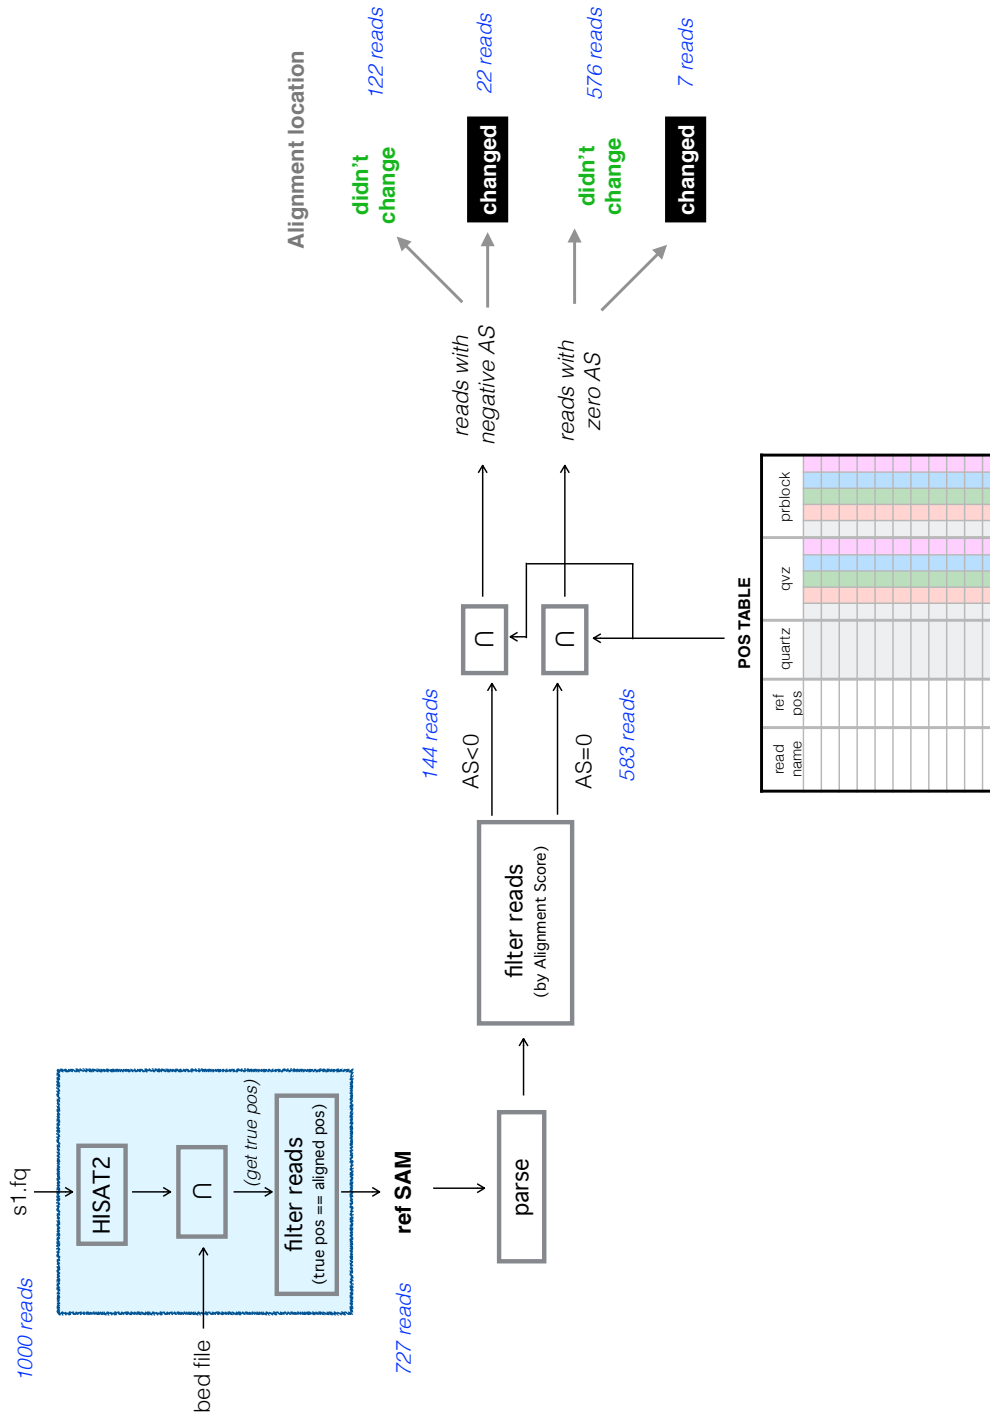 1000 reads
s1.fq
HISAT2
bed file
∩
(get true pos)
filter reads
(true pos == aligned pos)
727 reads
ref SAM
parse
filter reads
(by Alignment Score)
144 reads
AS<0
AS=0
583 reads
∩
∩
POS TABLE
read
name
ref
pos
quartz
qvz
prblock
reads with
negative AS
reads with
zero AS
Alignment location
didn't
change
122 reads
changed
22 reads
didn't
change
576 reads
changed
7 reads